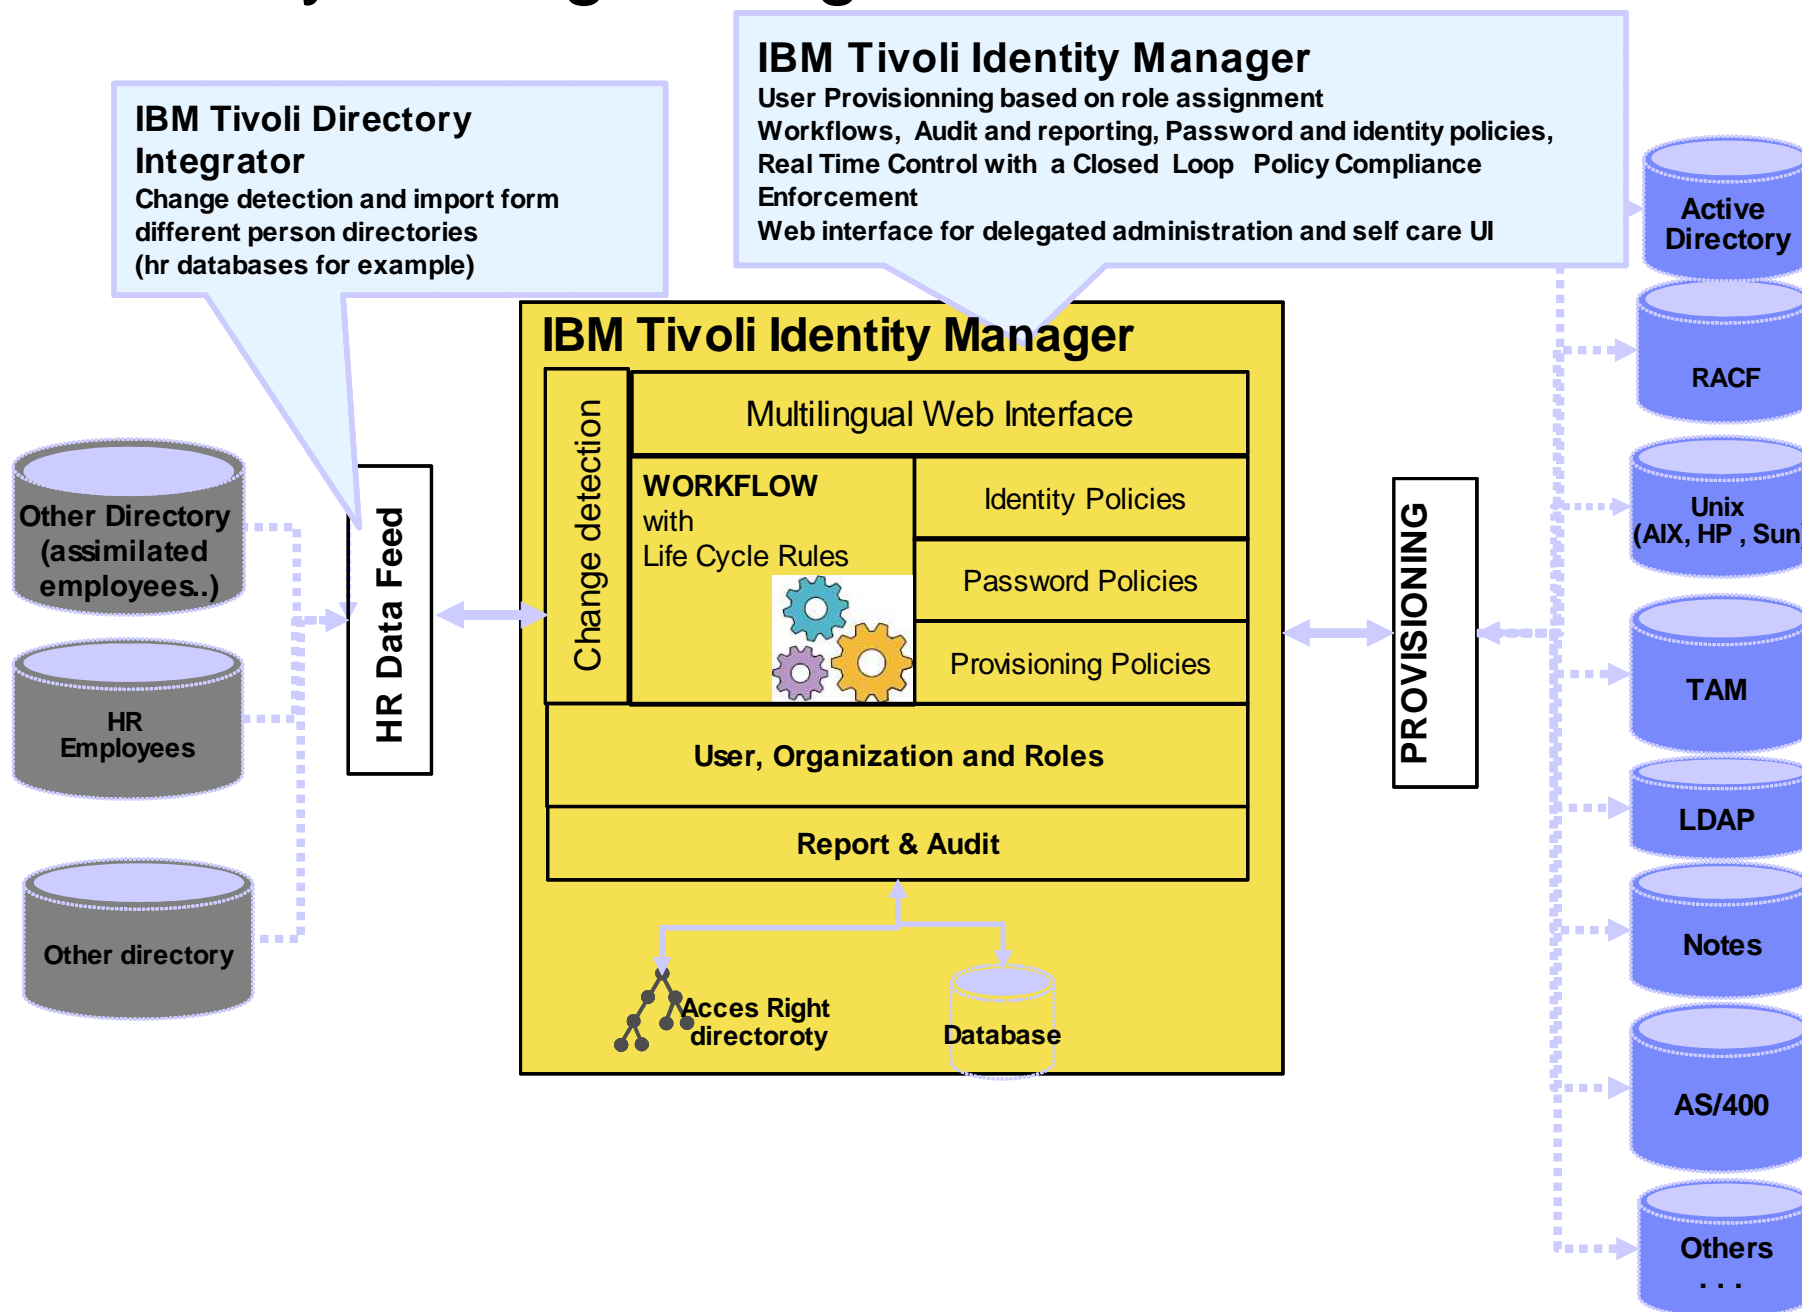 IBM Tivoli Identity Manager
User Provisionning based on role assignment
Workflows, Audit and reporting, Password and identity policies,
Real Time Control with a Closed Loop Policy Compliance
Enforcement
Web interface for delegated administration and self care UI
IBM Tivoli Directory
Integrator
Change detection and import form
different person directories
(hr databases for example)
IBM Tivoli Identity Manager
Change detection
Multilingual Web Interface
WORKFLOW
with
Life Cycle Rules
Identity Policies
Password Policies
Provisioning Policies
User, Organization and Roles
Report & Audit
Acces Right
directoroty
Database
Other Directory
(assimilated
employees..)
HR
Employees
Other directory
HR Data Feed
PROVISIONING
Active
Directory
RACF
Unix
(AIX, HP , Sun)
TAM
LDAP
Notes
AS/400
Others
. . .